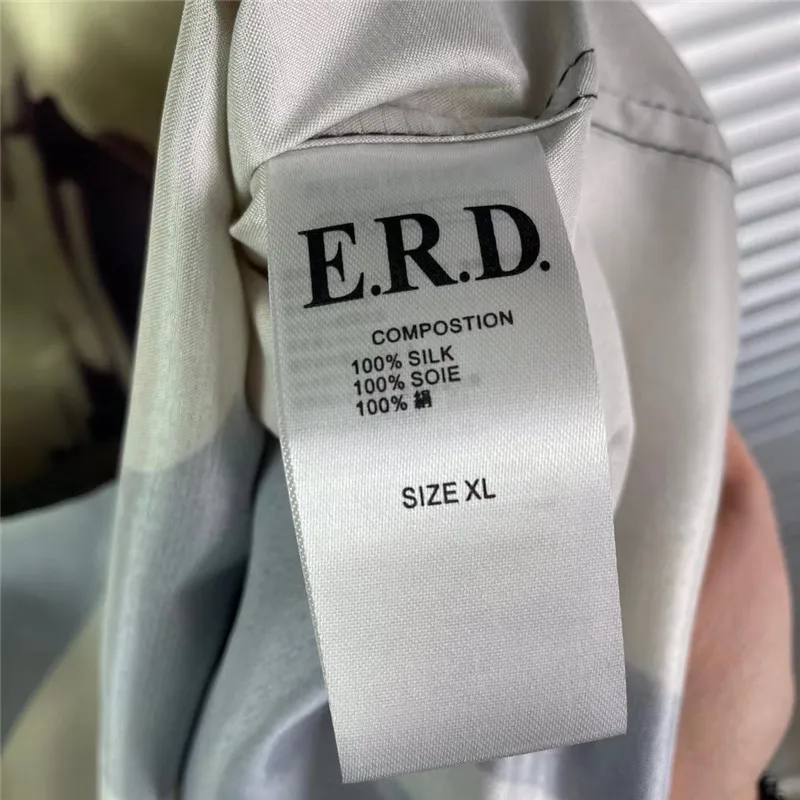 E.R.D.
COMPOSTION
100% SILK
100% SOIE
100% 絹
SIZE XL